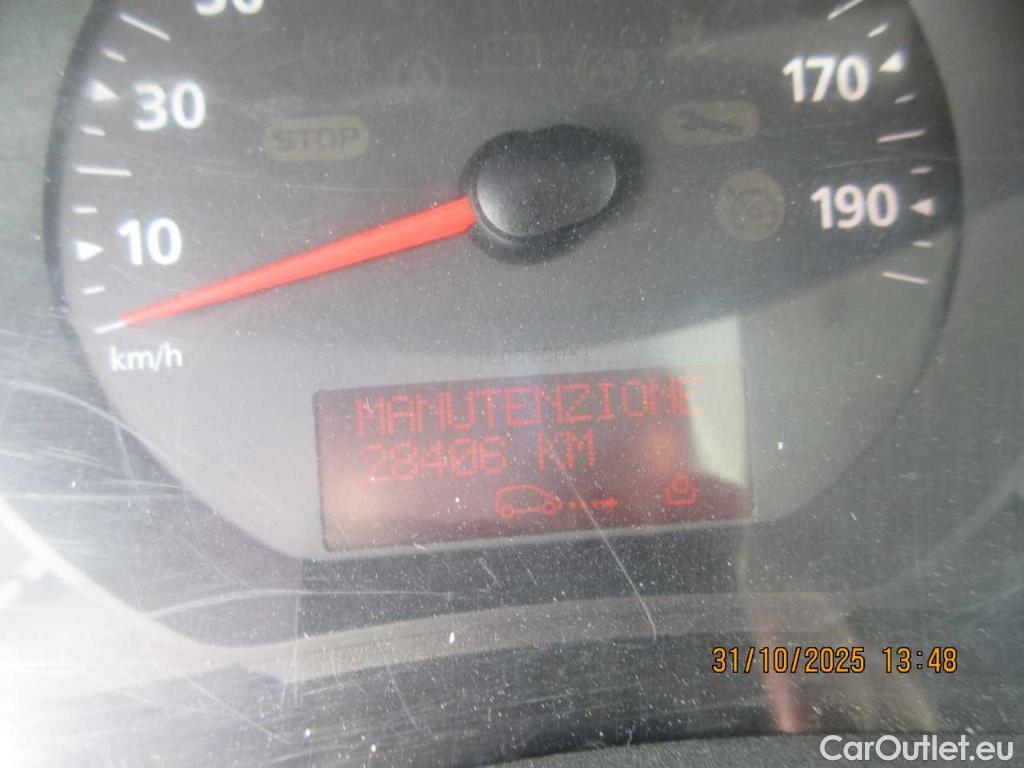 30
170
STOP
190
10
km/h
MANUTENZIONE
28406 KM
31/10/2025 13:48
CarOutlet.eu